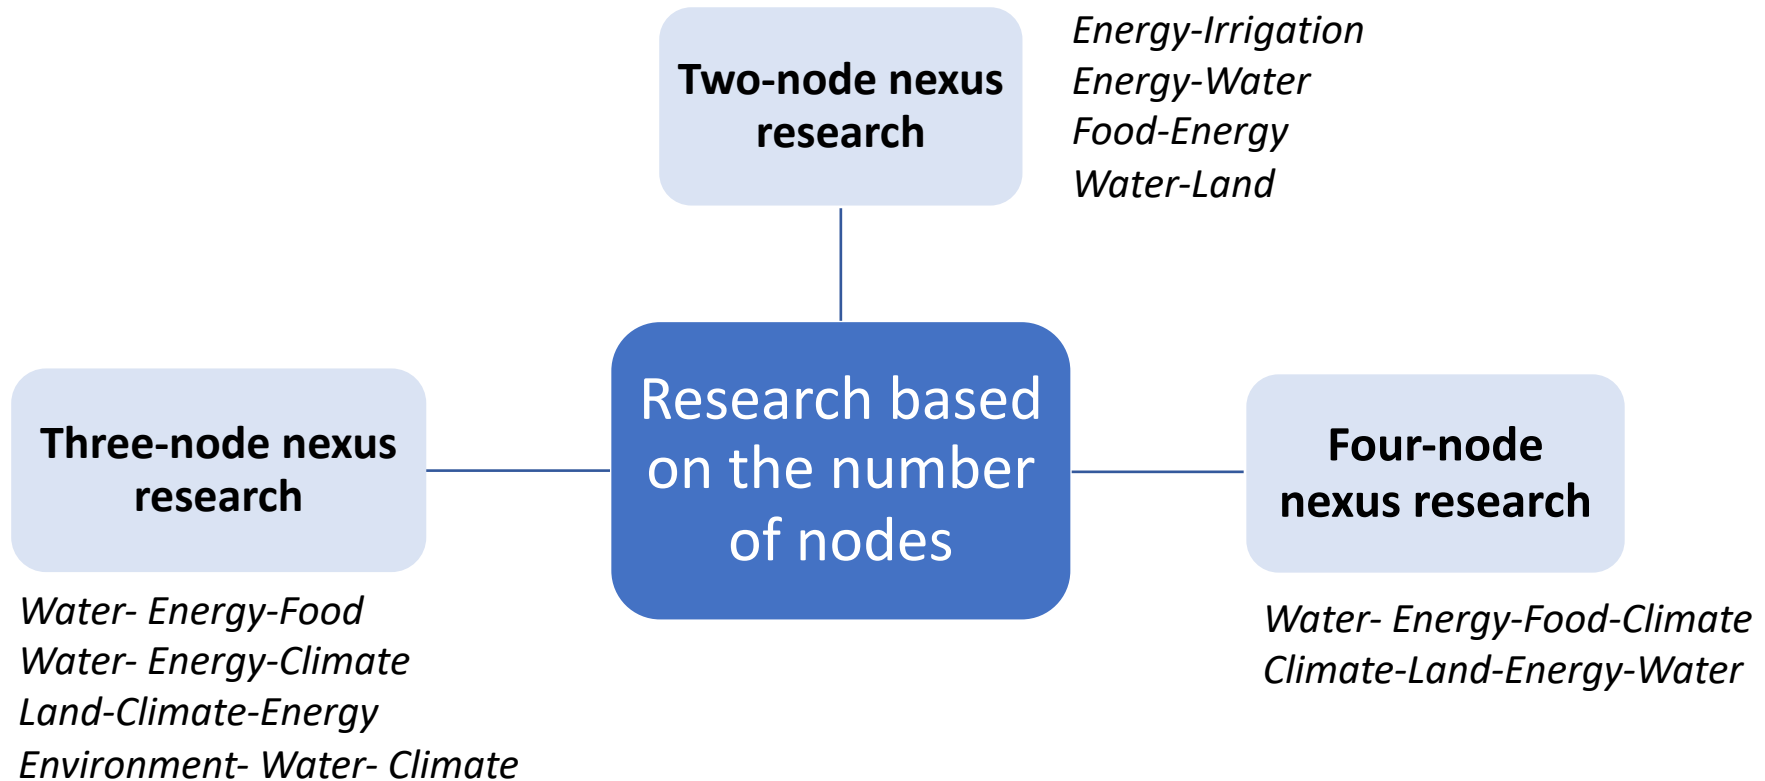 Two-node nexus
research
Energy-Irrigation
Energy-Water
Food-Energy
Water-Land
Research based
on the number
of nodes
Three-node nexus
research
Water- Energy-Food
Water- Energy-Climate
Land-Climate-Energy
Environment- Water- Climate
Four-node
nexus research
Water- Energy-Food-Climate
Climate-Land-Energy-Water